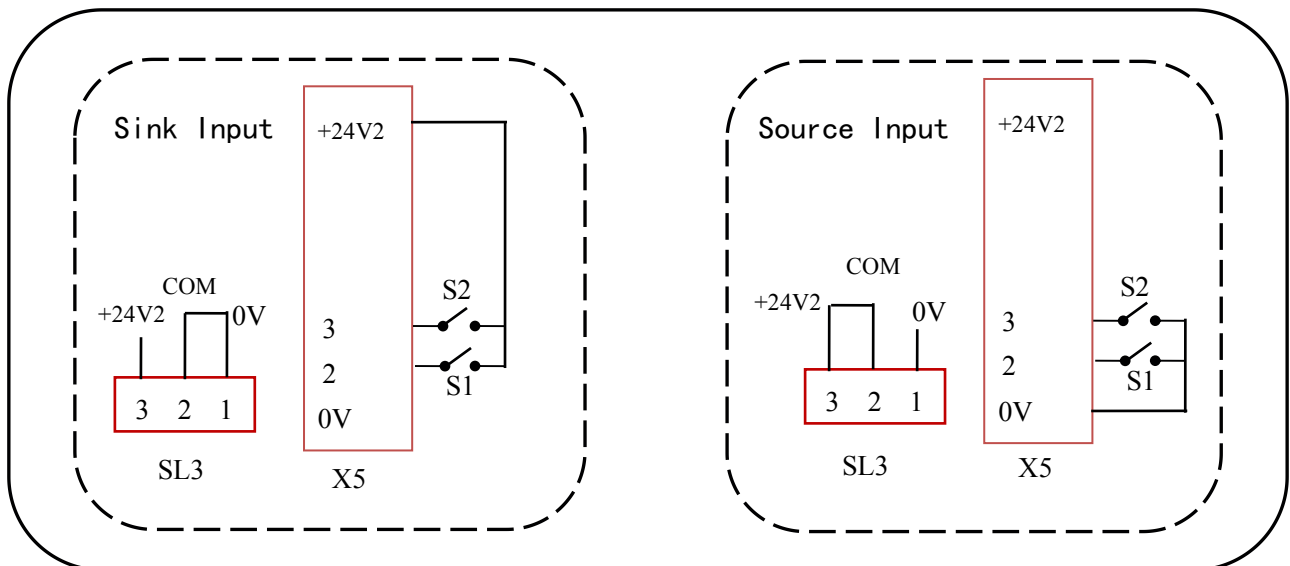 Sink Input
+24V2
COM
+24V2
0V
3
2
0V
S2
S1
3 2 1
SL3
X5
Source Input
+24V2
COM
+24V2
0V
3
2
0V
S2
S1
3 2 1
SL3
X5